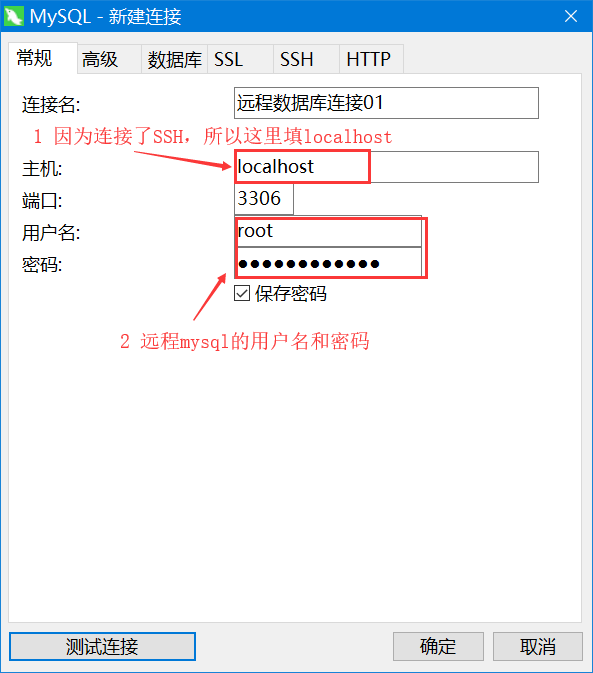 MySQL - 新建连接
常规 高级 数据库 SSL SSH HTTP
连接名: 远程数据库连接01
1 因为连接了SSH，所以这里填localhost
主机: localhost
端口: 3306
用户名: root
密码: ●●●●●●●●●●●●
保存密码
2 远程mysql的用户名和密码
测试连接 确定 取消